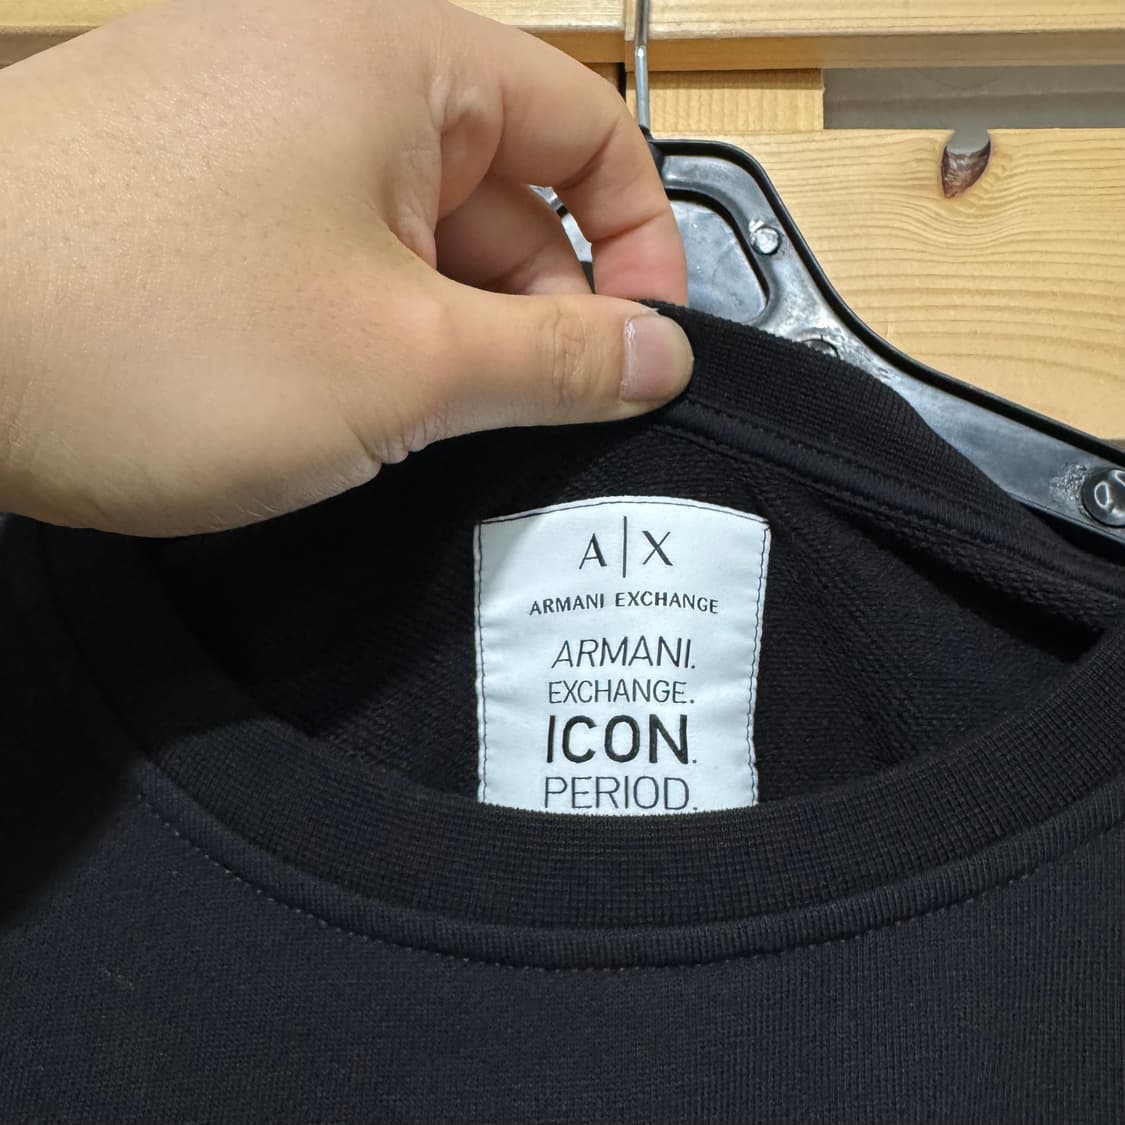 A|X
ARMANI EXCHANGE
ARMANI.
EXCHANGE.
ICON.
PERIOD.